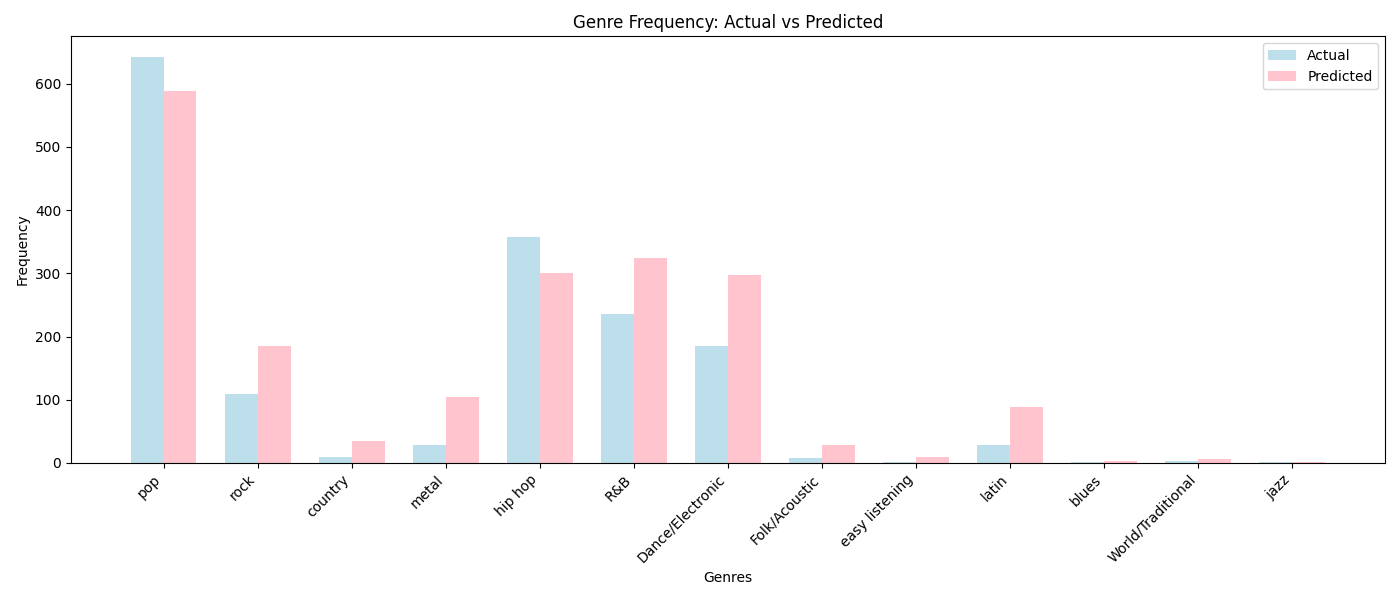 Genre Frequency: Actual vs Predicted
Actual
Predicted
Frequency
600
500
400
300
200
100
0
pop
rock
country
metal
hip hop
R&B
Dance/Electronic
Folk/Acoustic
easy listening
latin
blues
World/Traditional
jazz
Genres